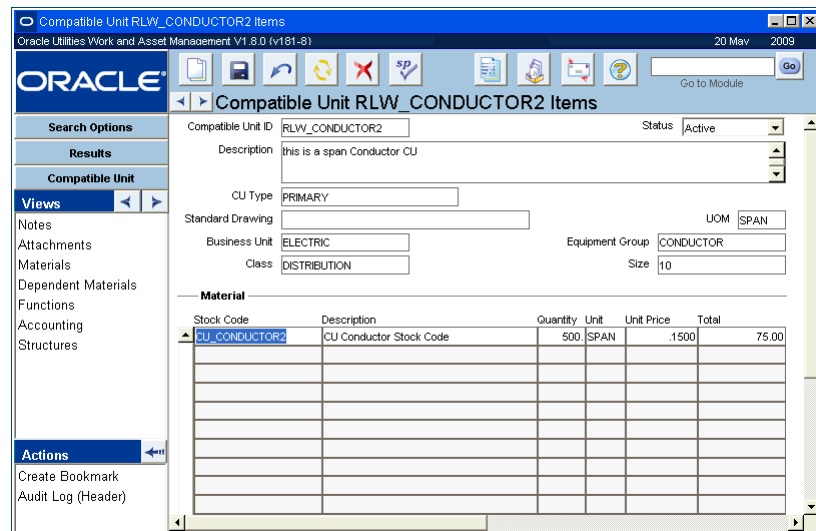 Compatible Unit RLW_CONDUCTOR2 Items
Oracle Utilities Work and Asset Management V1.8.0 (v181-8) 20 May 2009
ORACLE
sp
Go
Go to Module
Compatible Unit RLW_CONDUCTOR2 Items
Search Options
Results
Compatible Unit
Views
Notes
Attachments
Materials
Dependent Materials
Functions
Accounting
Structures
Actions
Create Bookmark
Audit Log (Header)
Compatible Unit ID RLW_CONDUCTOR2 Status Active
Description this is a span Conductor CU
CU Type PRIMARY
Standard Drawing UOM SPAN
Business Unit ELECTRIC Equipment Group CONDUCTOR
Class DISTRIBUTION Size 10
Material
Stock Code Description Quantity Unit Unit Price Total
CU_CONDUCTOR2 CU Conductor Stock Code 500. SPAN .1500 75.00